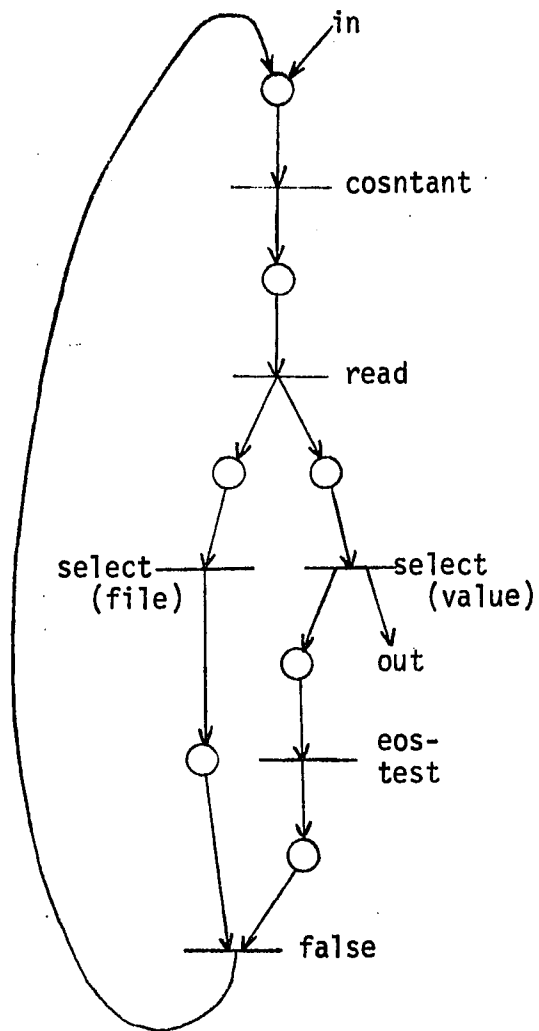 in
cosntant
read
select
(file)
select
(value)
out
eos-
test
false